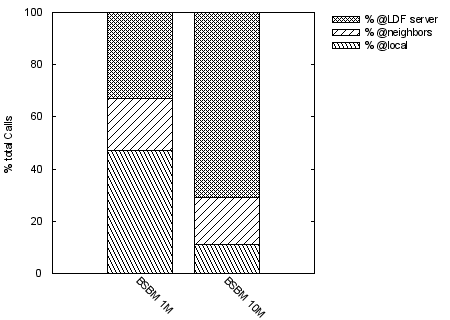 100
80
60
40
20
0
% total Calls
BSBM 1M
BSBM 10M
% @LDF server
% @neighbors
% @local